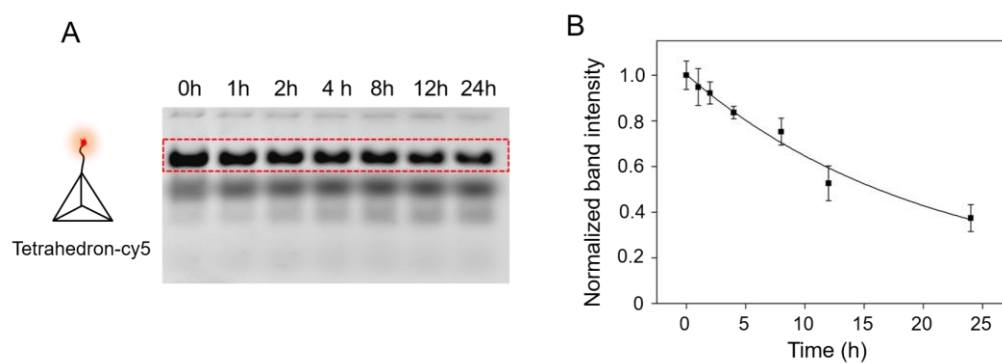 A
0h 1h 2h 4 h 8h 12h 24h
Tetrahedron-cy5
B
Normalized band intensity
1.0
0.8
0.6
0.4
0.2
0
0 5 10 15 20 25
Time (h)